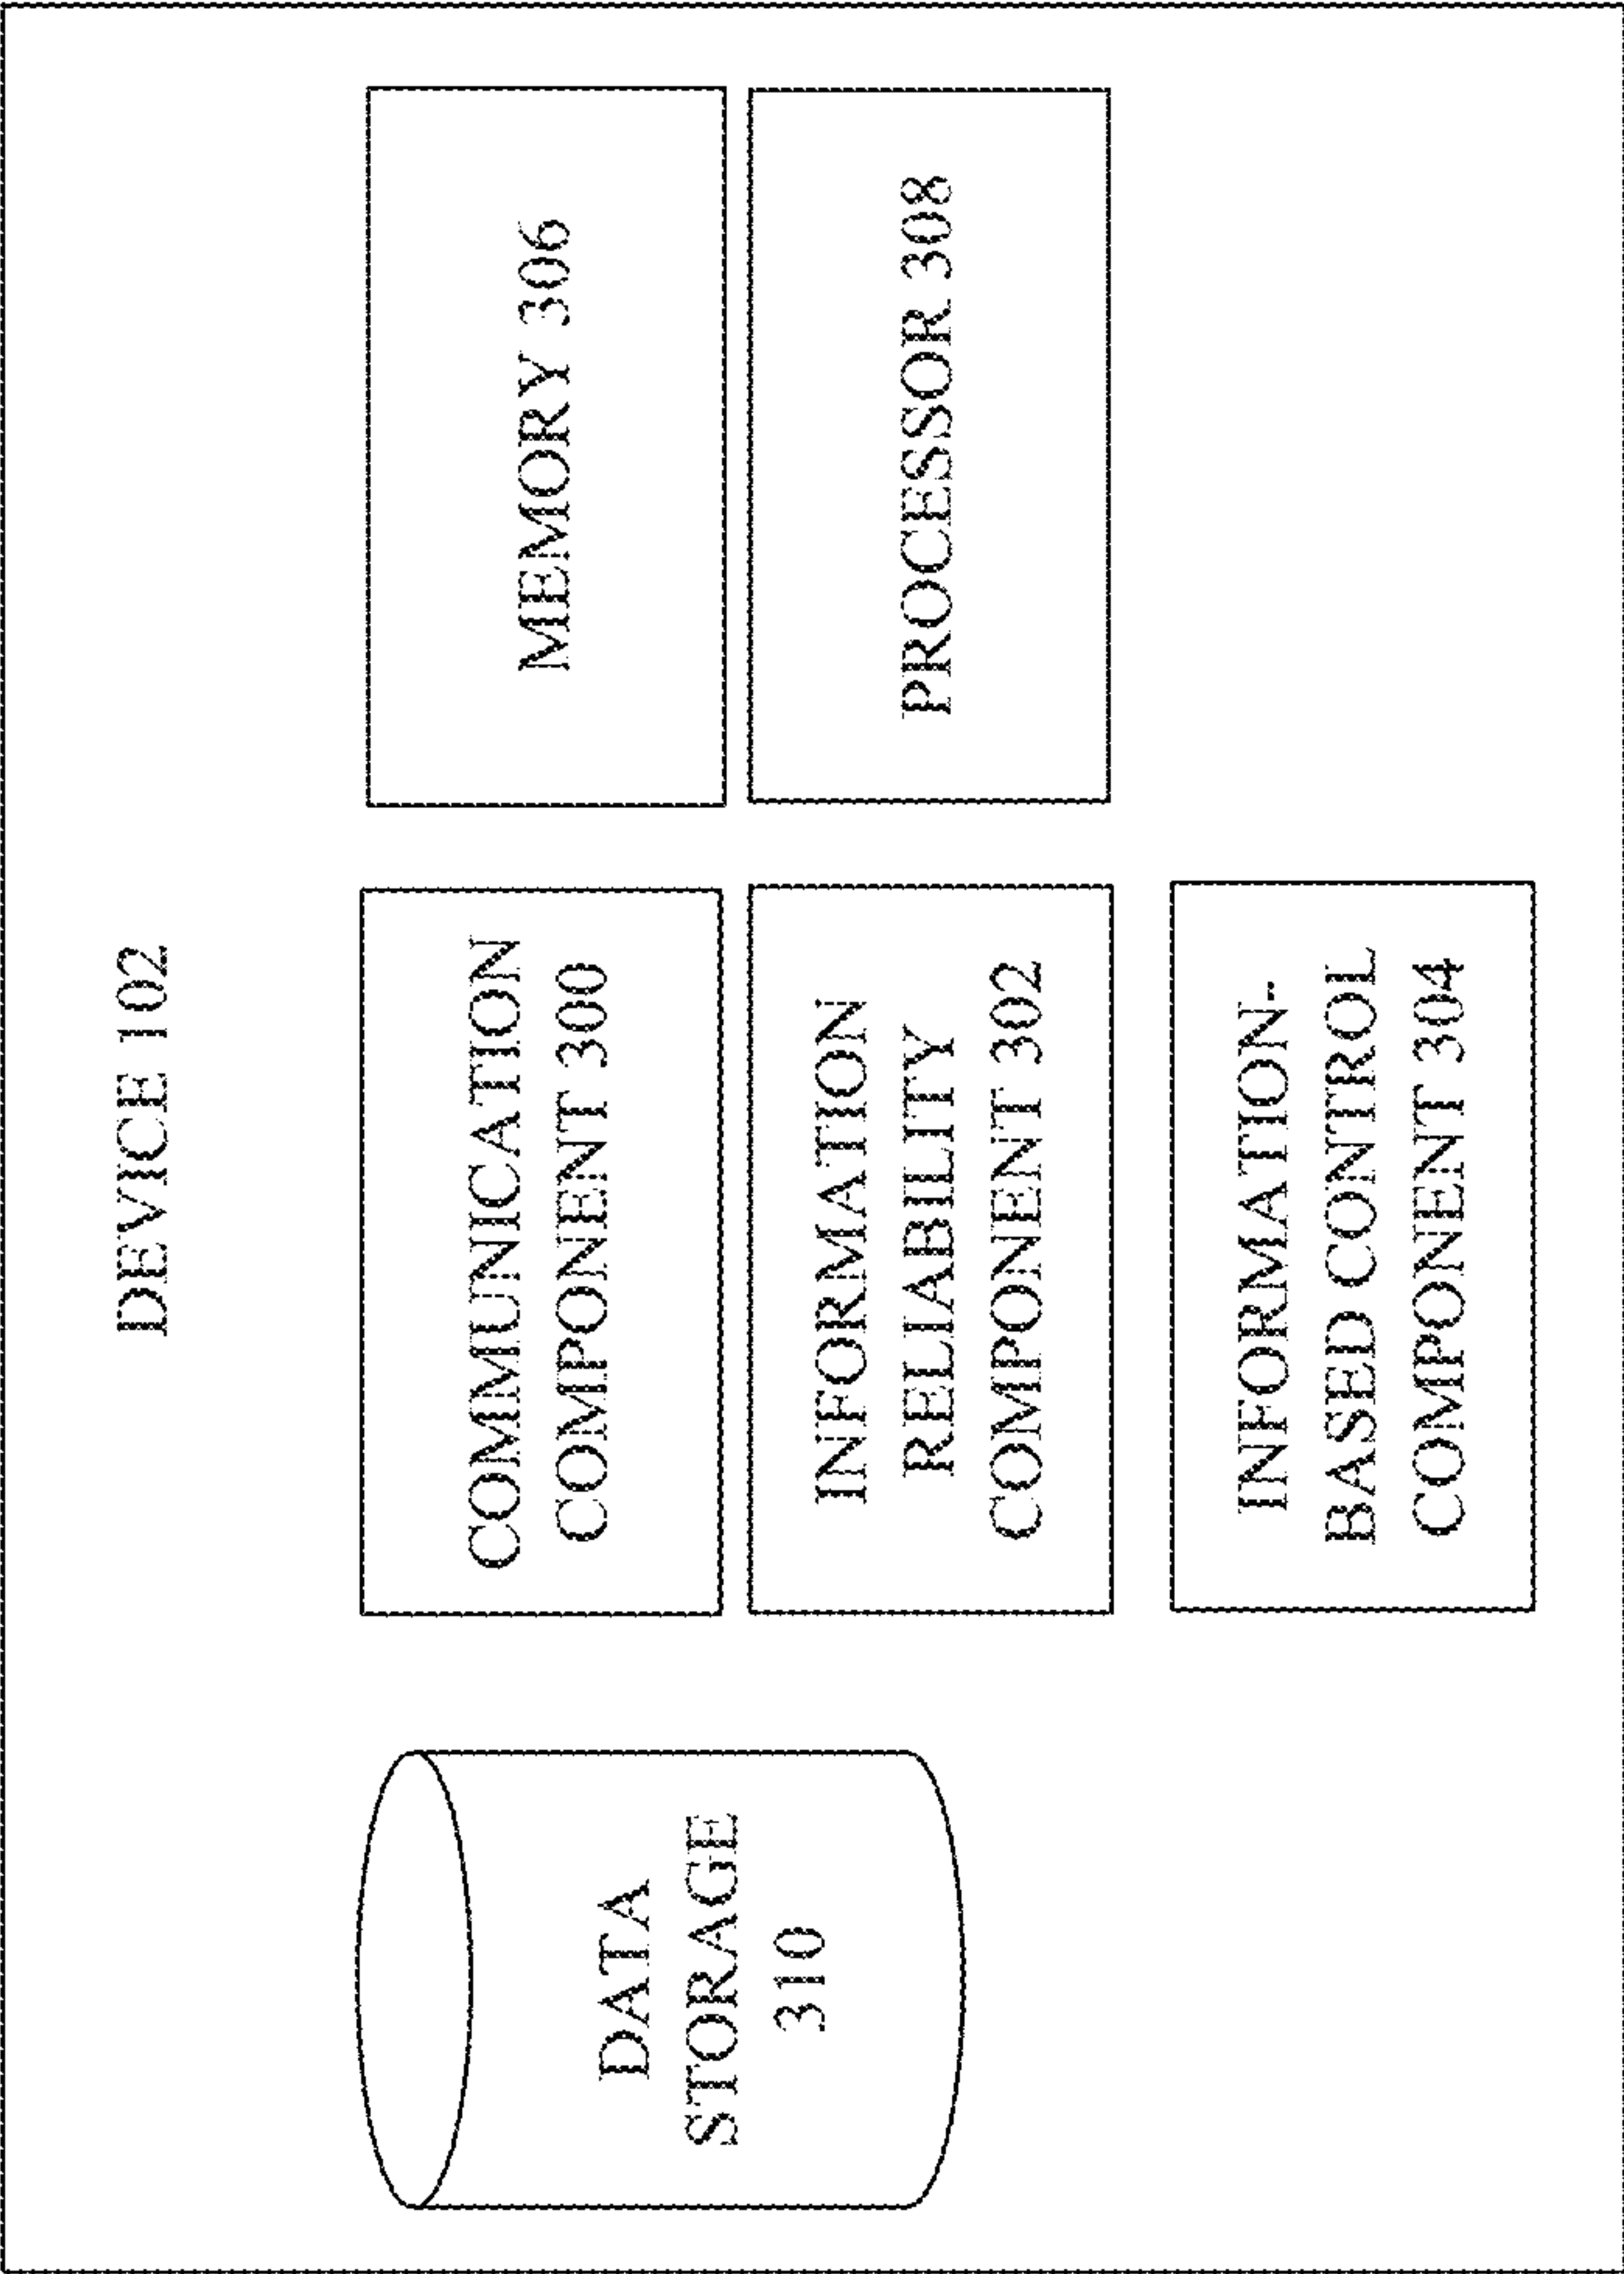 DEVICE 102
DATA
STORAGE
310
COMMUNICATION
COMPONENT 300
INFORMATION
RELIABILITY
COMPONENT 302
INFORMATION-
BASED CONTROL
COMPONENT 304
MEMORY 306
PROCESSOR 308